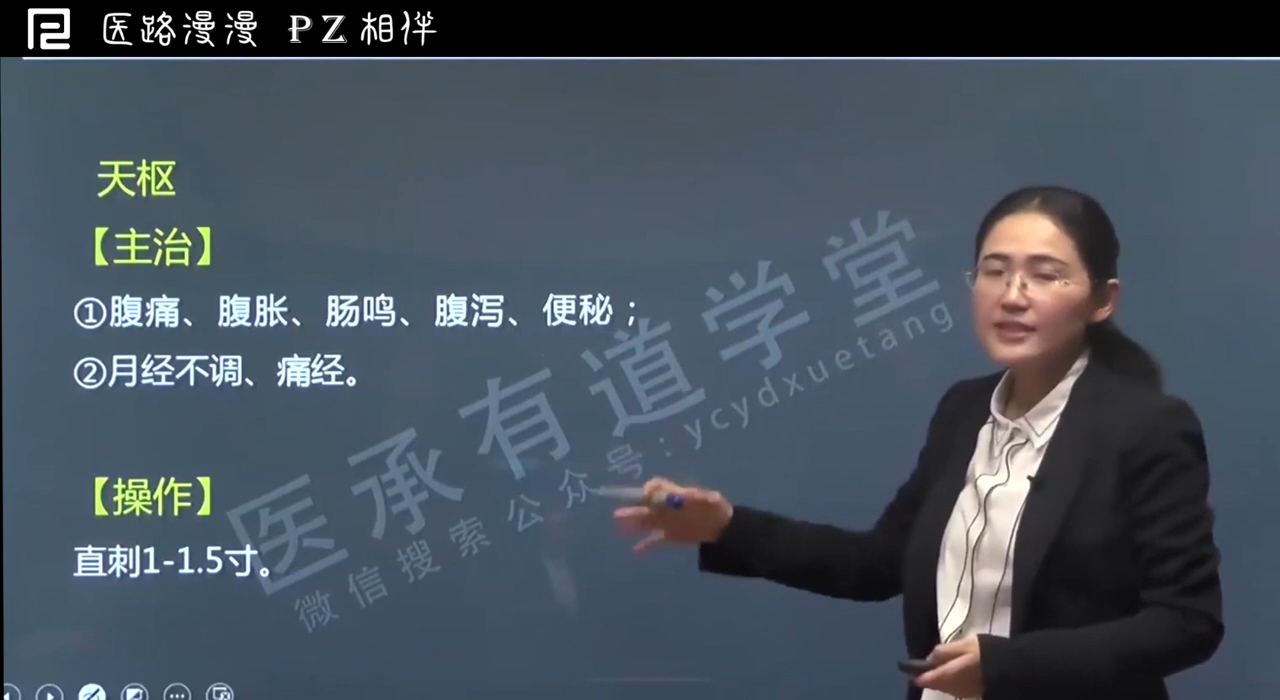 医路漫漫 PZ相伴
天枢
【主治】
①腹痛、腹胀、肠鸣、腹泻、便秘；
②月经不调、痛经。
【操作】
直刺1-1.5寸。
医承有道学堂
微信搜索公众号：ycydxuetang